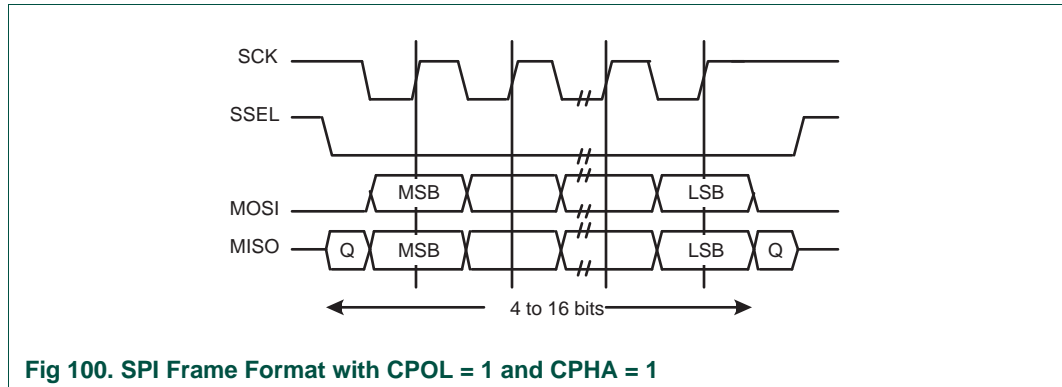 SCK
SSEL
MOSI
MSB
LSB
MISO
Q
MSB
LSB
Q
4 to 16 bits
Fig 100. SPI Frame Format with CPOL = 1 and CPHA = 1